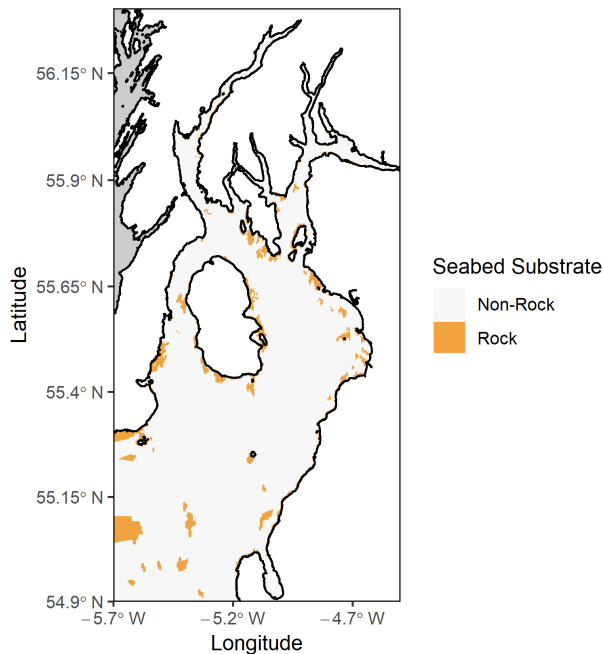 56.15° N
55.9° N
55.65° N
55.4° N
55.15° N
54.9° N
Latitude
−5.7° W
−5.2° W
−4.7° W
Longitude
Seabed Substrate
Non-Rock
Rock